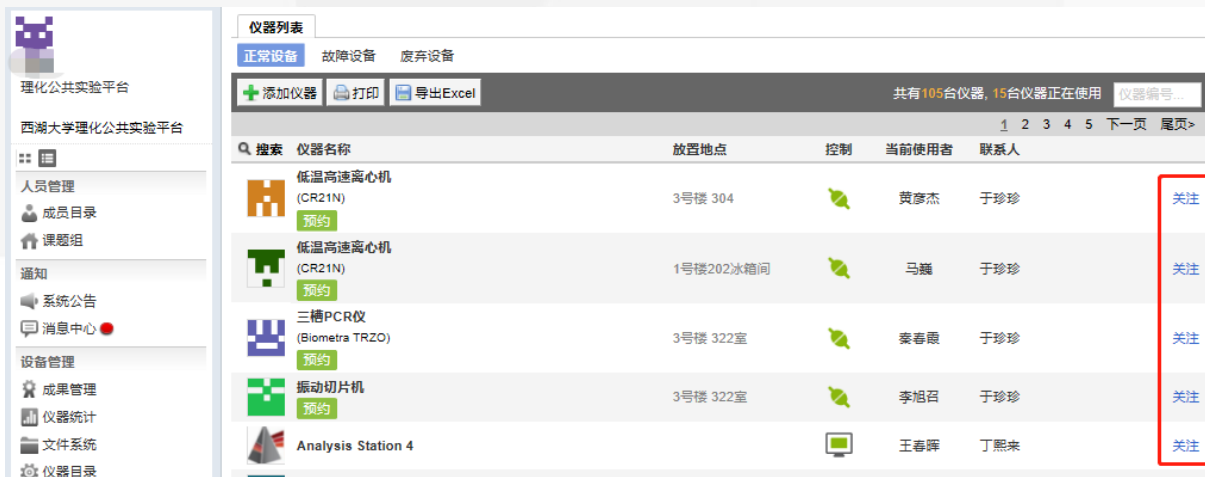 理化公共实验平台
西湖大学理化公共实验平台
人员管理
成员目录
课题组
通知
系统公告
消息中心
设备管理
成果管理
仪器统计
文件系统
仪器目录
仪器列表
正常设备 故障设备 废弃设备
添加仪器 打印 导出Excel 共有105台仪器, 15台仪器正在使用 仪器编号...
1 2 3 4 5 下一页 尾页>
搜索 仪器名称 放置地点 控制 当前使用者 联系人
低温高速离心机
(CR21N) 3号楼 304 黄彦杰 于珍珍 关注
预约
低温高速离心机
(CR21N) 1号楼202冰箱间 马巍 于珍珍 关注
预约
三槽PCR仪
(Biometra TRZO) 3号楼 322室 秦春霞 于珍珍 关注
预约
振动切片机
3号楼 322室 李旭召 于珍珍 关注
预约
Analysis Station 4 王春晖 丁熙来 关注